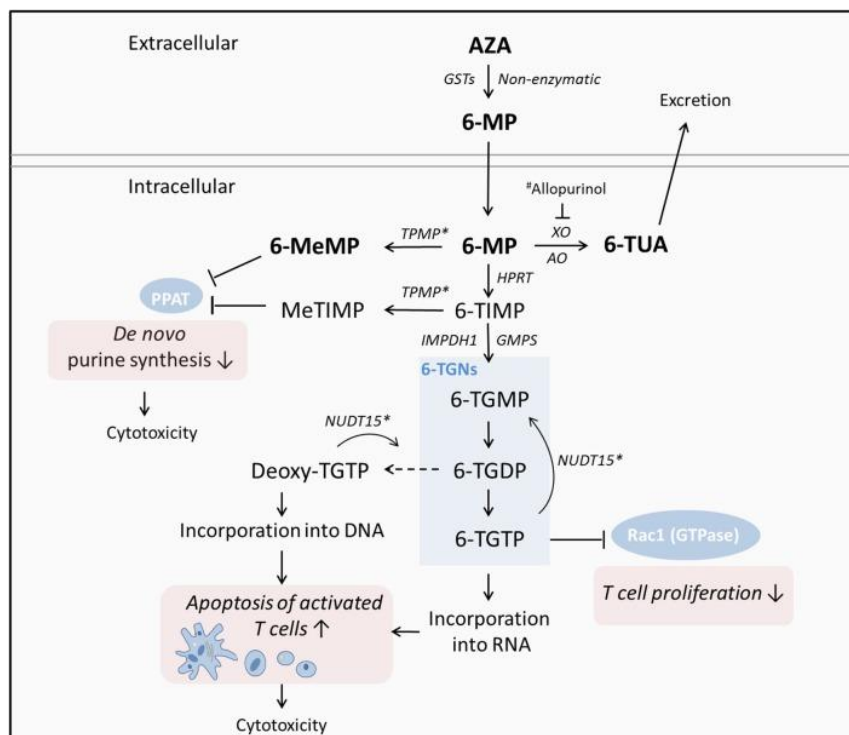 Extracellular
AZA
GSTs
Non-enzymatic
6-MP
Excretion
Intracellular
#Allopurinol
6-MeMP
TPMP*
6-MP
XO
AO
6-TUA
HPRT
PPAT
MeTIMP
TPMP*
6-TIMP
De novo
purine synthesis ↓
IMPDH1
GMPS
6-TGNs
6-TGMP
Cytotoxicity
NUDT15*
Deoxy-TGTP
6-TGDP
NUDT15*
Incorporation into DNA
6-TGTP
Rac1 (GTPase)
T cell proliferation ↓
Apoptosis of activated
T cells ↑
Incorporation
into RNA
Cytotoxicity